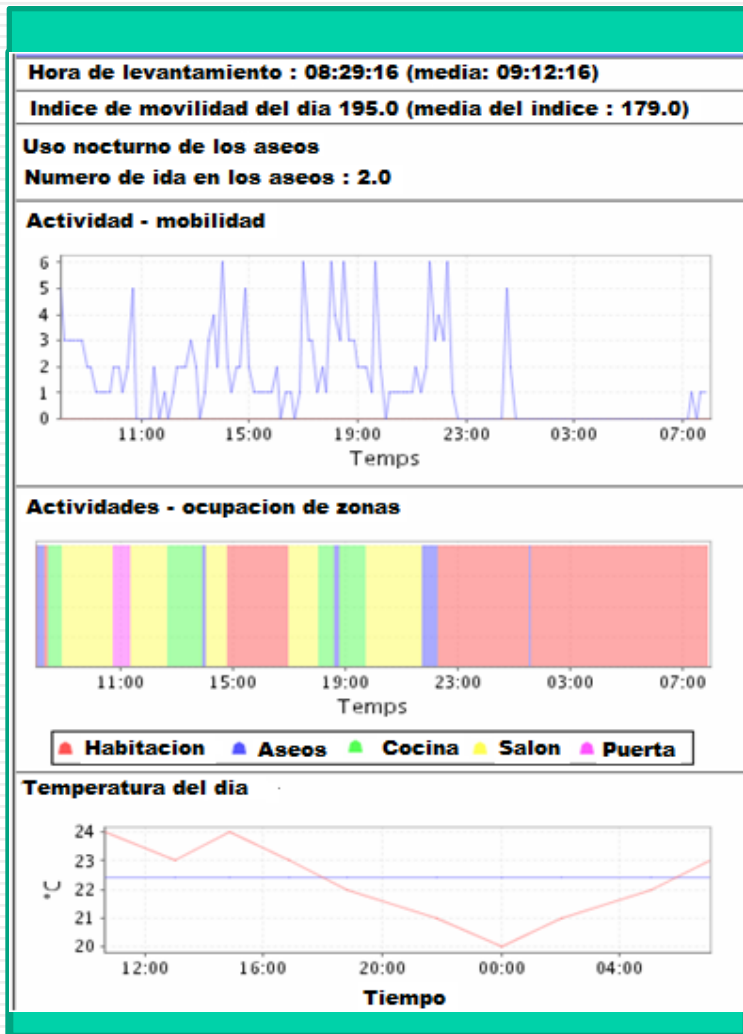 Hora de levantamiento : 08:29:16 (media: 09:12:16)
Indice de movilidad del dia 195.0 (media del indice : 179.0)
Uso nocturno de los aseos
Numero de ida en los aseos : 2.0
Actividad - mobilidad
6
5
4
3
2
1
0
11:00 15:00 19:00 23:00 03:00 07:00
Temps
Actividades - ocupacion de zonas
11:00 15:00 19:00 23:00 03:00 07:00
Temps
Habitacion Aseos Cocina Salon Puerta
Temperatura del dia
24
23
22
21
20
°C
12:00 16:00 20:00 00:00 04:00
Tiempo